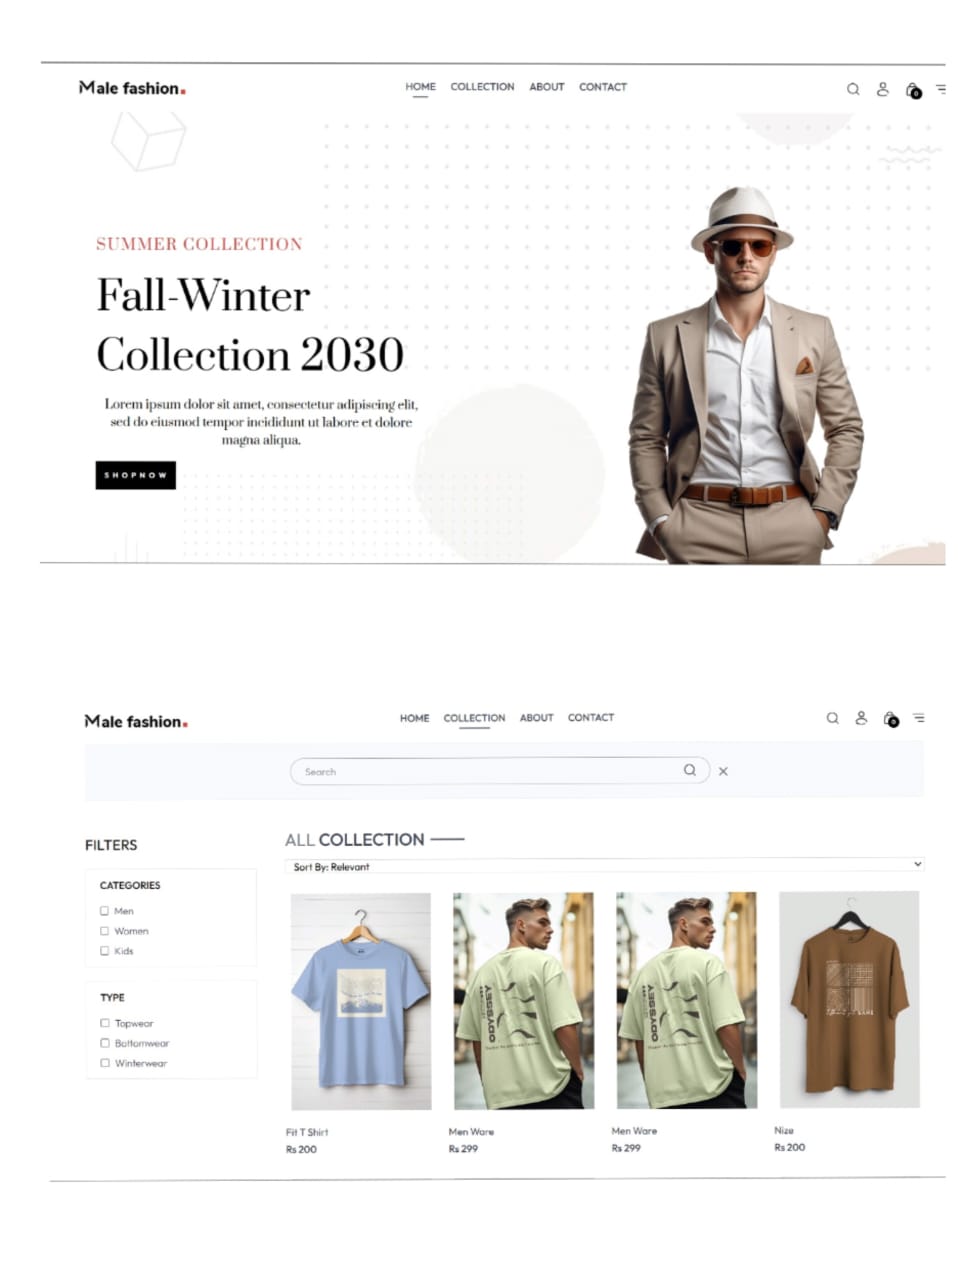 Male fashion.
HOME COLLECTION ABOUT CONTACT
0
SUMMER COLLECTION
Fall-Winter
Collection 2030
Lorem ipsum dolor sit amet, consectetur adipiscing elit,
sed do eiusmod tempor incididunt ut labore et dolore
magna aliqua.
SHOPNOW
Male fashion.
HOME COLLECTION ABOUT CONTACT
Search
FILTERS
CATEGORIES
Men
Women
Kids
TYPE
Topwear
Bottomwear
Winterwear
ALL COLLECTION
Sort By: Relevant
ODYSSEY
ODYSSEY
Fit T Shirt
Rs 200
Men Ware
Rs 299
Men Ware
Rs 299
Nize
Rs 200